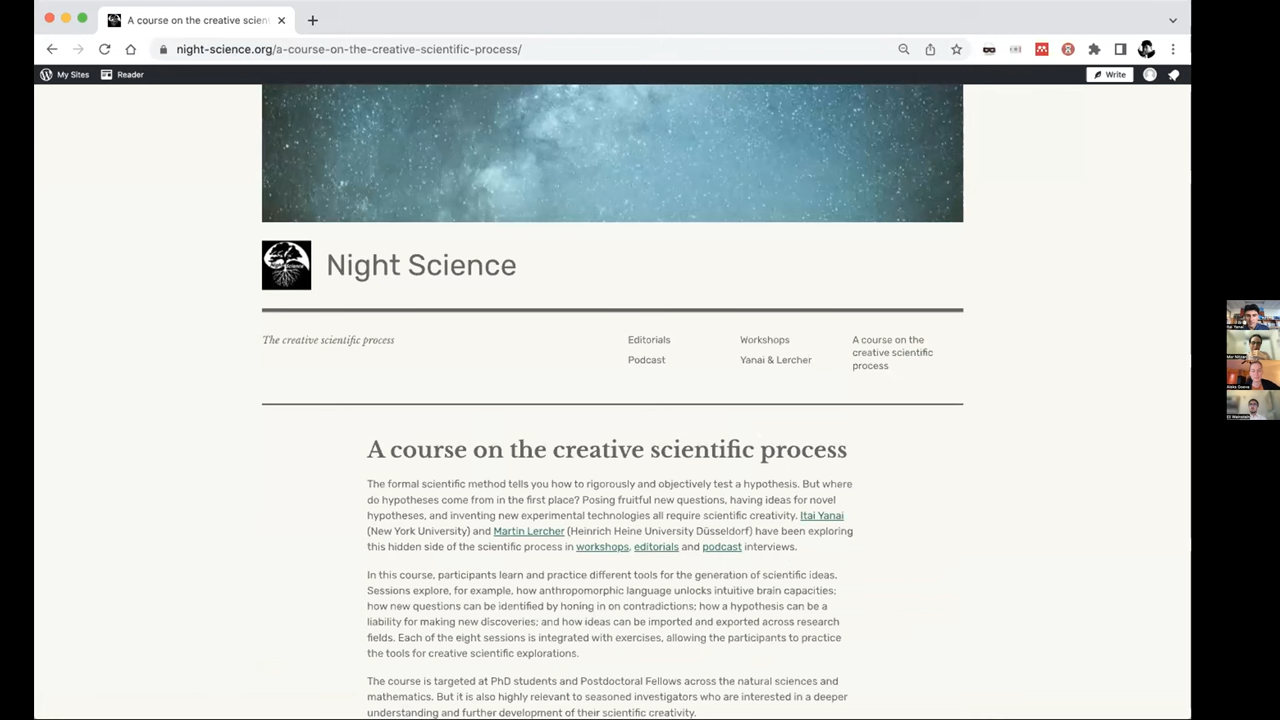 A course on the creative scient
night-science.org/a-course-on-the-creative-scientific-process/
My Sites
Reader
Write
Night Science
The creative scientific process
Editorials
Workshops
A course on the
creative scientific
process
Podcast
Yanai & Lercher
A course on the creative scientific process
The formal scientific method tells you how to rigorously and objectively test a hypothesis. But where
do hypotheses come from in the first place? Posing fruitful new questions, having ideas for novel
hypotheses, and inventing new experimental technologies all require scientific creativity. Itai Yanai
(New York University) and Martin Lercher (Heinrich Heine University Düsseldorf) have been exploring
this hidden side of the scientific process in workshops, editorials and podcast interviews.
In this course, participants learn and practice different tools for the generation of scientific ideas.
Sessions explore, for example, how anthropomorphic language unlocks intuitive brain capacities;
how new questions can be identified by honing in on contradictions; how a hypothesis can be a
liability for making new discoveries; and how ideas can be imported and exported across research
fields. Each of the eight sessions is integrated with exercises, allowing the participants to practice
the tools for creative scientific explorations.
The course is targeted at PhD students and Postdoctoral Fellows across the natural sciences and
mathematics. But it is also highly relevant to seasoned investigators who are interested in a deeper
understanding and further development of their scientific creativity.